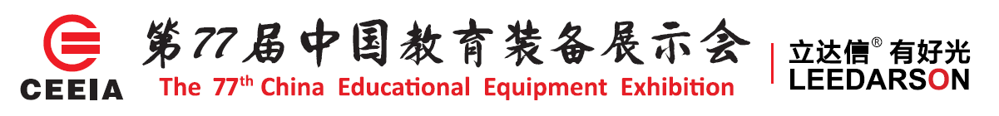 CEEIA
第77届中国教育装备展示会
The 77th China Educational Equipment Exhibition
立达信® 有好光
LEEDARSON